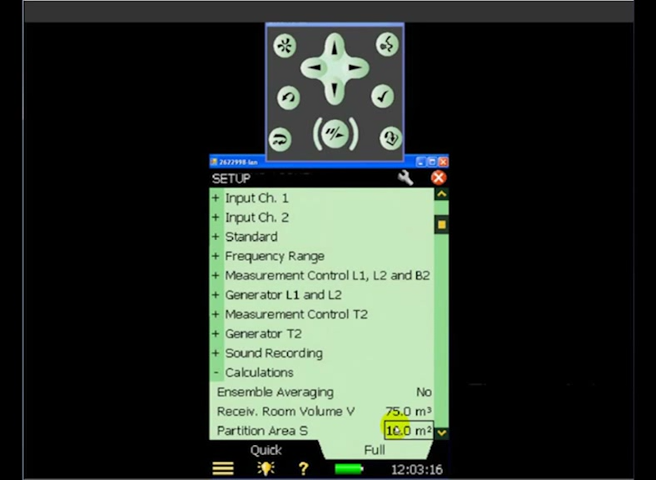 2623998-lan
SETUP
+ Input Ch. 1
+ Input Ch. 2
+ Standard
+ Frequency Range
+ Measurement Control L1, L2 and B2
+ Generator L1 and L2
+ Measurement Control T2
+ Generator T2
+ Sound Recording
- Calculations
Ensemble Averaging No
Receiv. Room Volume V 75.0 m³
Partition Area S 10.0 m²
Quick Full
? 12:03:16